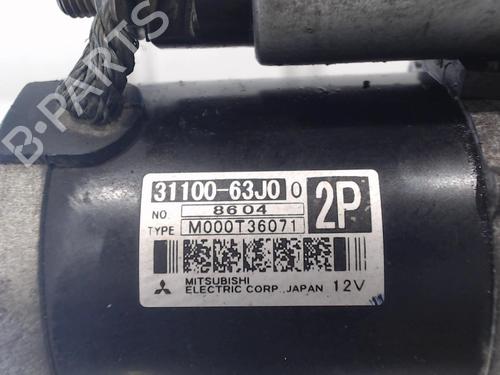 31100-63J0 0
2P
NO. 8604
TYPE M000T36071
MITSUBISHI
ELECTRIC CORP., JAPAN 12V
B-PARTS